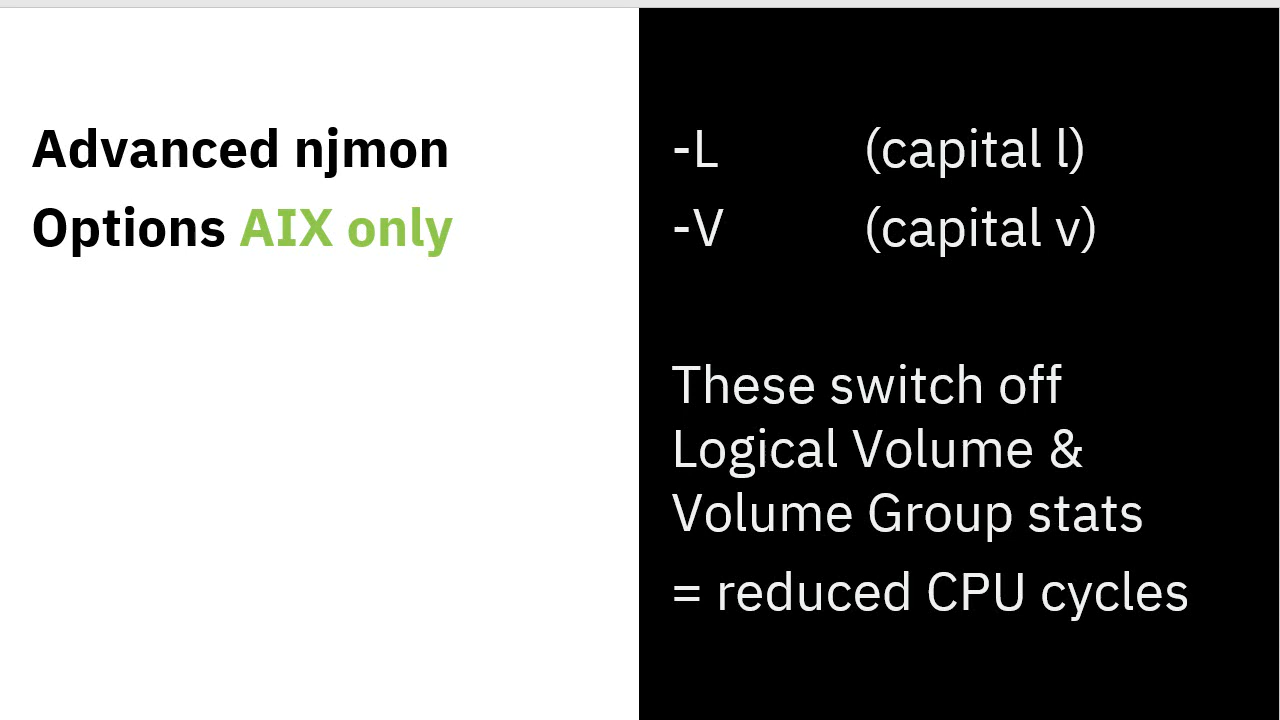 Advanced njmon
Options AIX only
-L (capital l)
-V (capital v)
These switch off
Logical Volume &
Volume Group stats
= reduced CPU cycles